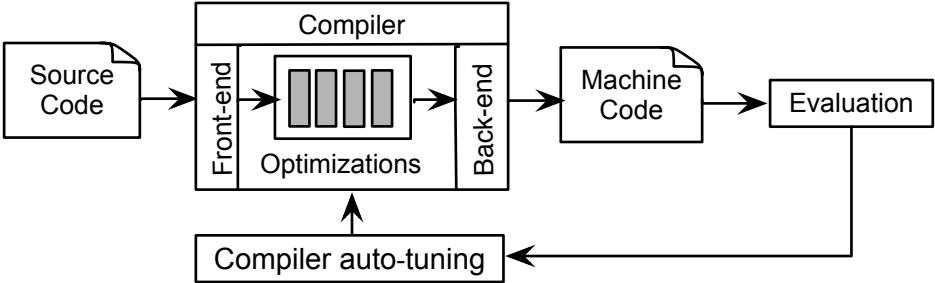 Compiler
Source
Code
Front-end
Optimizations
Back-end
Machine
Code
Evaluation
Compiler auto-tuning